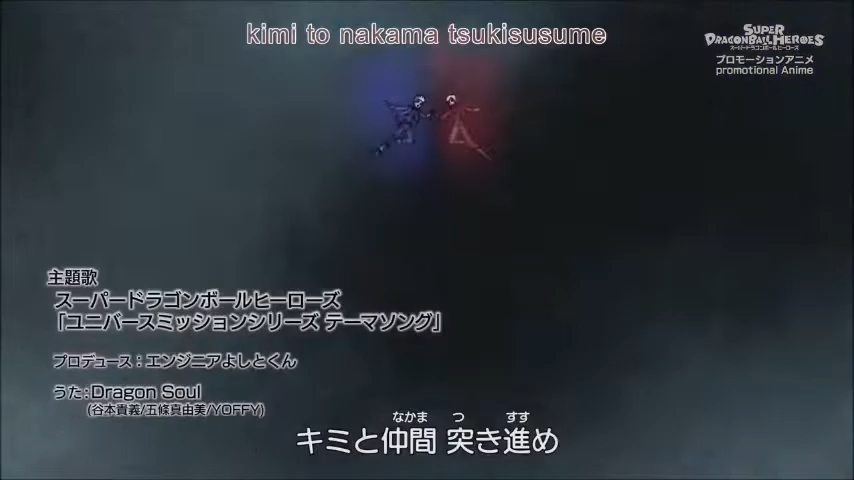 kimi to nakama tsukisusume
SUPER
DRAGONBALL HEROES
スーパードラゴンボールヒーローズ
プロモーションアニメ
promotional Anime
主題歌
スーパードラゴンボールヒーローズ
「ユニバースミッションシリーズ テーマソング」
プロデュース：エンジニアよしとくん
うた：Dragon Soul
(谷本貴義/五條真由美/YOFFY)
なかま つ すす
キミと仲間 突き進め